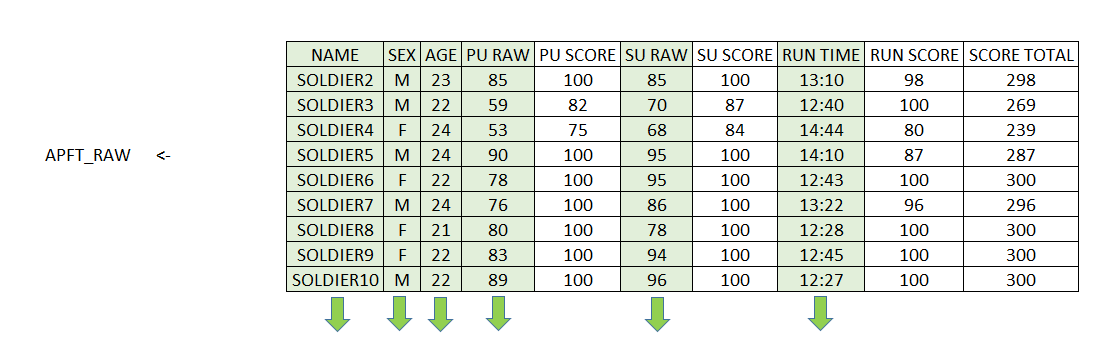 NAME SEX AGE PU RAW PU SCORE SU RAW SU SCORE RUN TIME RUN SCORE SCORE TOTAL
SOLDIER2 M 23 85 100 85 100 13:10 98 298
SOLDIER3 M 22 59 82 70 87 12:40 100 269
SOLDIER4 F 24 53 75 68 84 14:44 80 239
APFT_RAW <- SOLDIER5 M 24 90 100 95 100 14:10 87 287
SOLDIER6 F 22 78 100 95 100 12:43 100 300
SOLDIER7 M 24 76 100 86 100 13:22 96 296
SOLDIER8 F 21 80 100 78 100 12:28 100 300
SOLDIER9 F 22 83 100 94 100 12:45 100 300
SOLDIER10 M 22 89 100 96 100 12:27 100 300